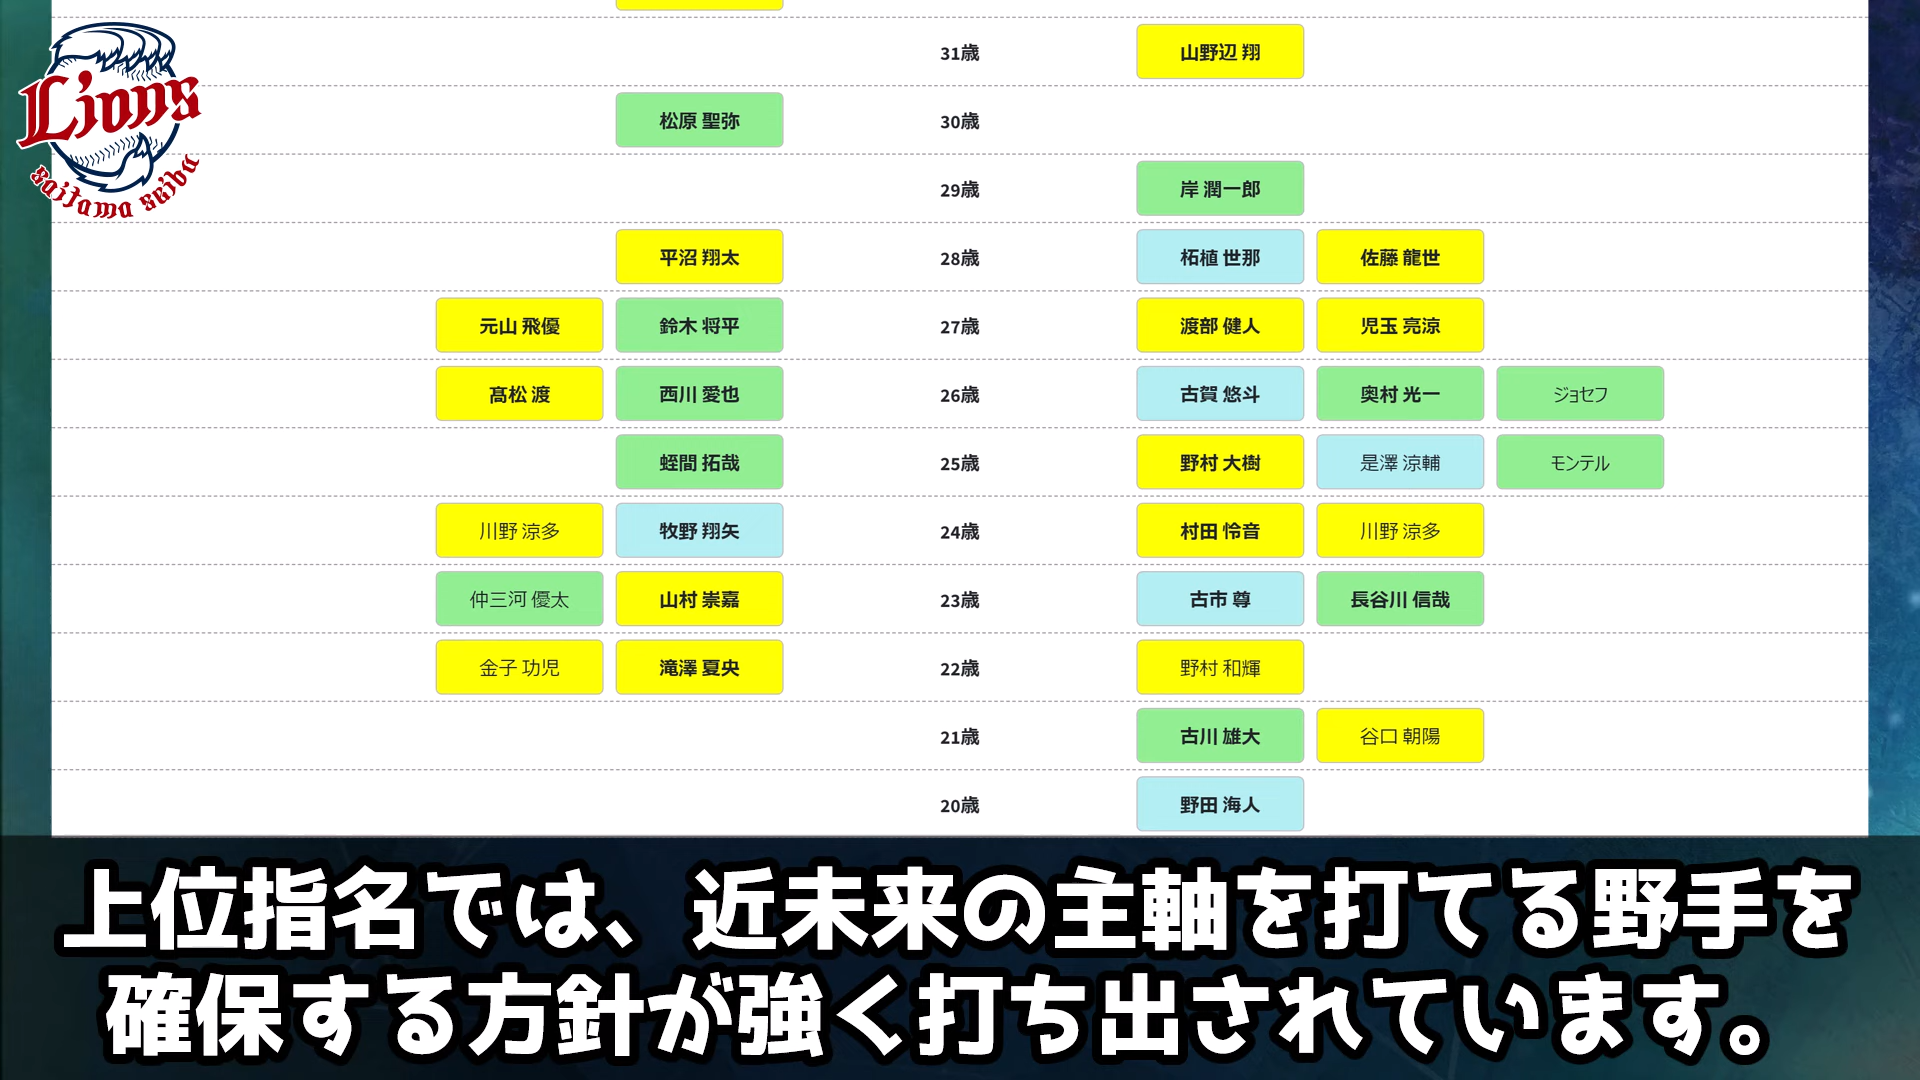 Lions
saitama seibu
31歳 山野辺 翔
松原 聖弥 30歳
29歳 岸 潤一郎
平沼 翔太 28歳 柘植 世那 佐藤 龍世
元山 飛優 鈴木 将平 27歳 渡部 健人 児玉 亮涼
髙松 渡 西川 愛也 26歳 古賀 悠斗 奥村 光一 ジョセフ
蛭間 拓哉 25歳 野村 大樹 是澤 涼輔 モンテル
川野 涼多 牧野 翔矢 24歳 村田 怜音 川野 涼多
仲三河 優太 山村 崇嘉 23歳 古市 尊 長谷川 信哉
金子 功児 滝澤 夏央 22歳 野村 和輝
21歳 古川 雄大 谷口 朝陽
20歳 野田 海人
上位指名では、近未来の主軸を打てる野手を
確保する方針が強く打ち出されています。